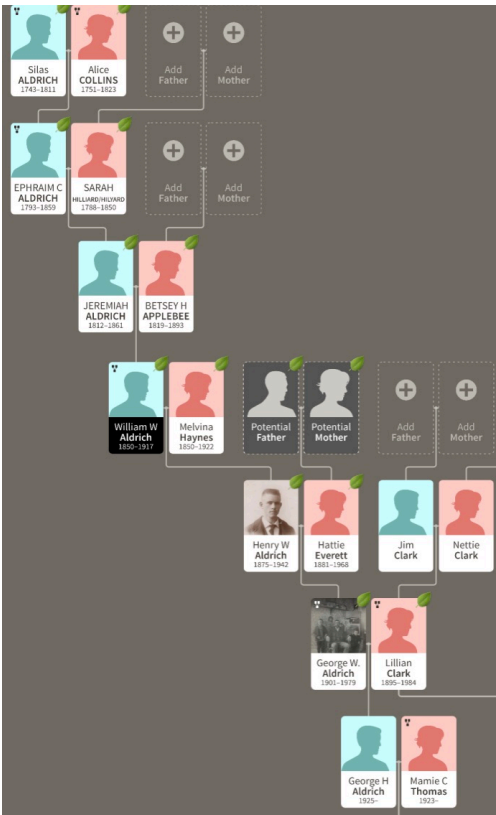 Silas
ALDRICH
1743–1811
Alice
COLLINS
1751–1823
Add
Father
Add
Mother
EPHRAIM C
ALDRICH
1793–1859
SARAH
HILLIARD/HILYARD
1788–1850
Add
Father
Add
Mother
JEREMIAH
ALDRICH
1812–1861
BETSEY H
APPLEBEE
1819–1893
William W
Aldrich
1850–1917
Melvina
Haynes
1850–1922
Potential
Father
Potential
Mother
Add
Father
Add
Mother
Henry W
Aldrich
1875–1942
Hattie
Everett
1881–1968
Jim
Clark
Nettie
Clark
George W.
Aldrich
1901–1979
Lillian
Clark
1895–1984
George H
Aldrich
1925–
Mamie C
Thomas
1923–